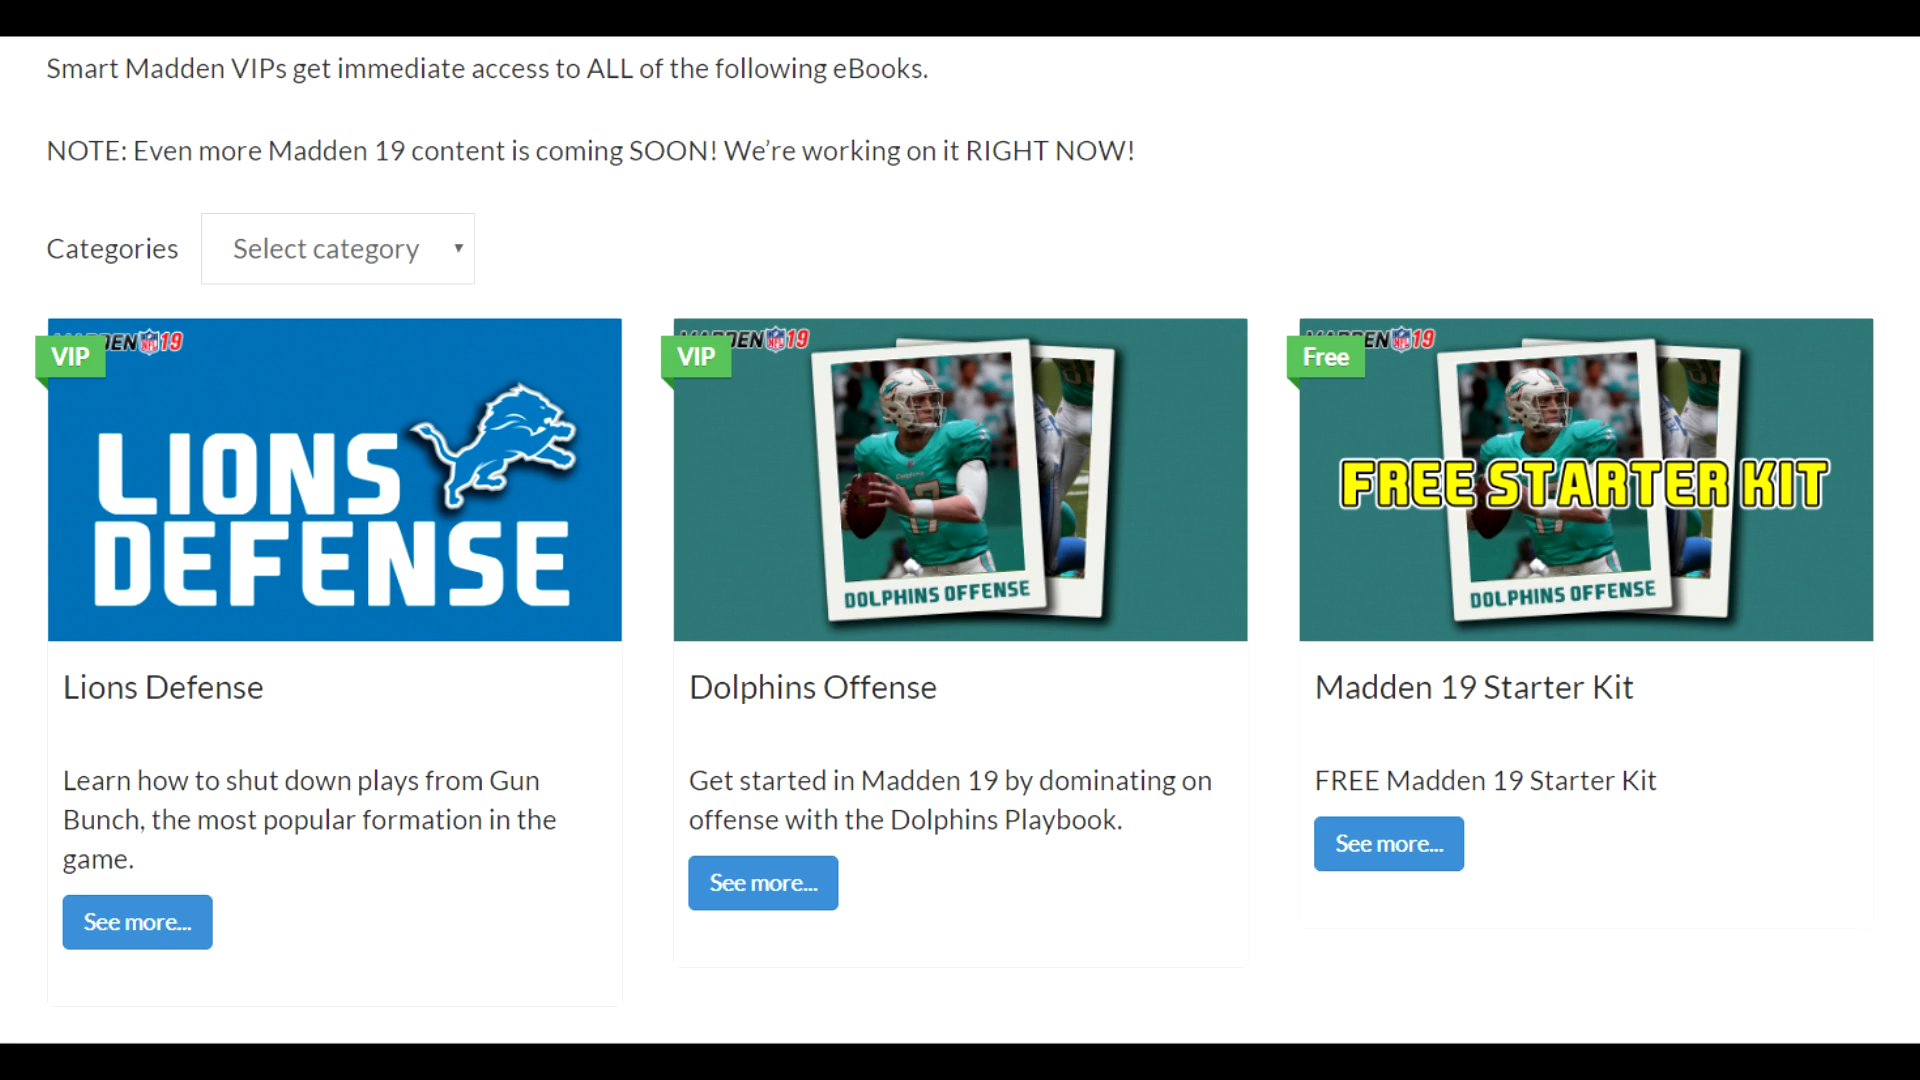 Smart Madden VIPs get immediate access to ALL of the following eBooks.
NOTE: Even more Madden 19 content is coming SOON! We’re working on it RIGHT NOW!
Categories
Select category
VIP
19
LIONS
DEFENSE
Lions Defense
Learn how to shut down plays from Gun
Bunch, the most popular formation in the
game.
See more...
VIP
19
17
DOLPHINS OFFENSE
Dolphins Offense
Get started in Madden 19 by dominating on
offense with the Dolphins Playbook.
See more...
Free
19
FREE STARTER KIT
DOLPHINS OFFENSE
Madden 19 Starter Kit
FREE Madden 19 Starter Kit
See more...